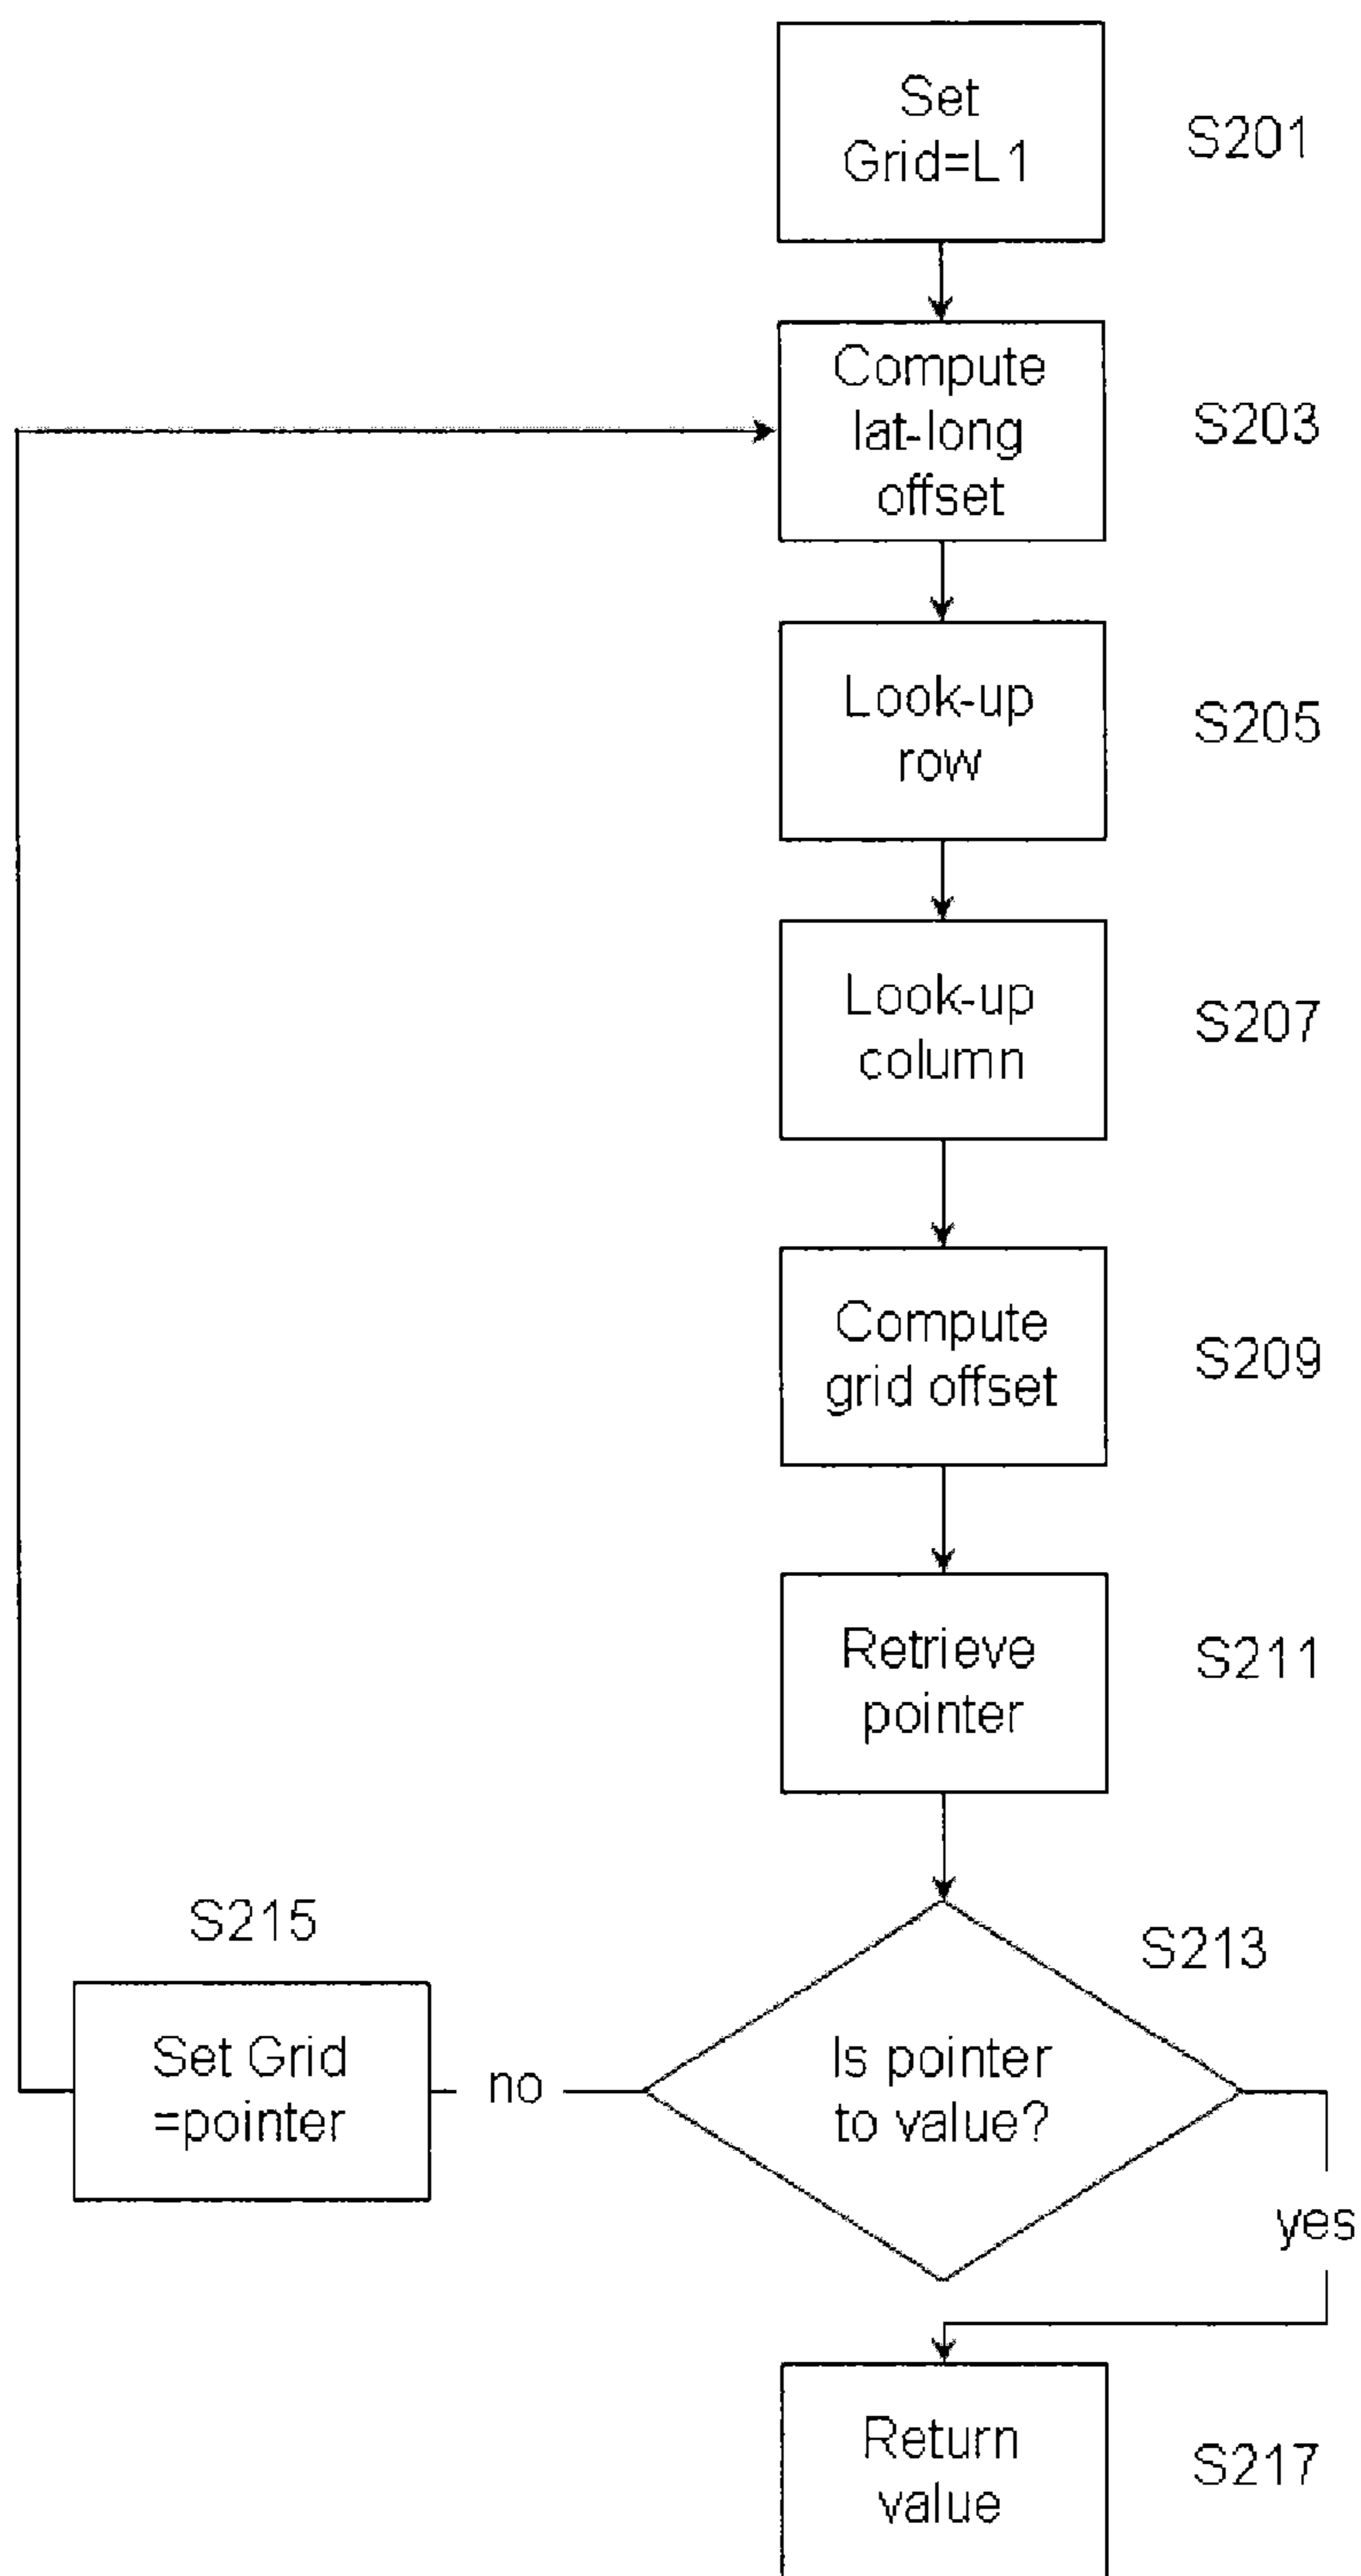 Set
Grid=L1
S201
Compute
lat-long
offset
S203
Look-up
row
S205
Look-up
column
S207
Compute
grid offset
S209
Retrieve
pointer
S211
S215
S213
Set Grid
=pointer
no
Is pointer
to value?
yes
Return
value
S217